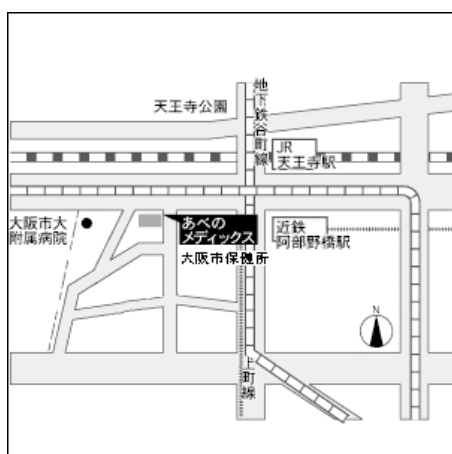 天王寺公園
地下鉄谷町線
JR
天王寺駅
大阪市大
附属病院
あべの
メディックス
大阪市保健所
近鉄
阿部野橋駅
N
上町線